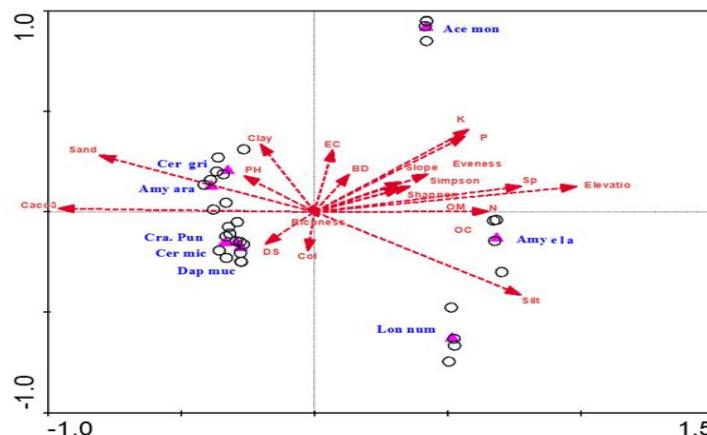 1.0
Ace mon
K
P
Clay
EC
Sand
Cer gri
Slope
Eveness
PH
BD
Simpson
Sp
Elevatio
Amy ara
Shannon
Caco3
OM
N
Richness
OC
Cra. Pun
Amy ela
Cer mic
DS
Col
Dap muc
Silt
Lon num
-1.0
-1.0
1.5